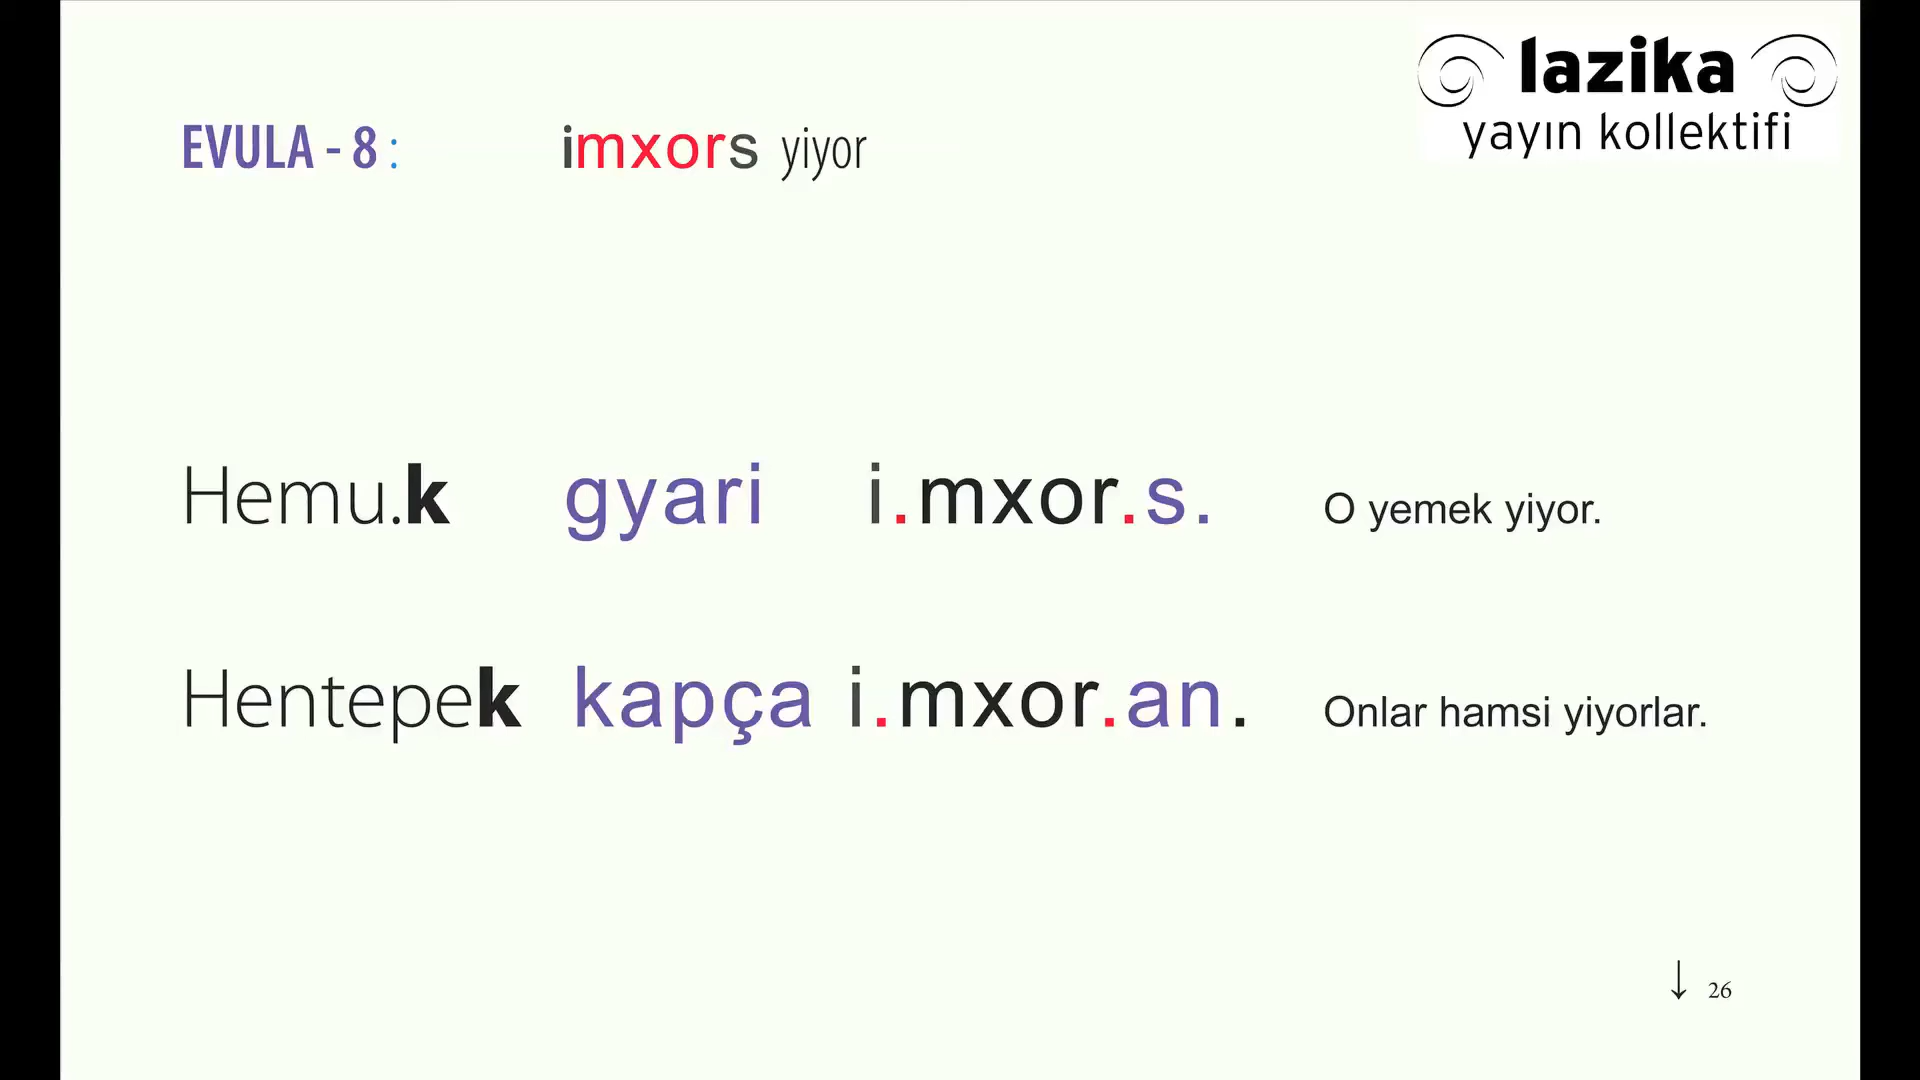 lazika
yayın kollektifi
EVULA - 8 : imxors yiyor
Hemu.k gyari i.mxor.s. O yemek yiyor.
Hentepek kapça i.mxor.an. Onlar hamsi yiyorlar.
↓ 26